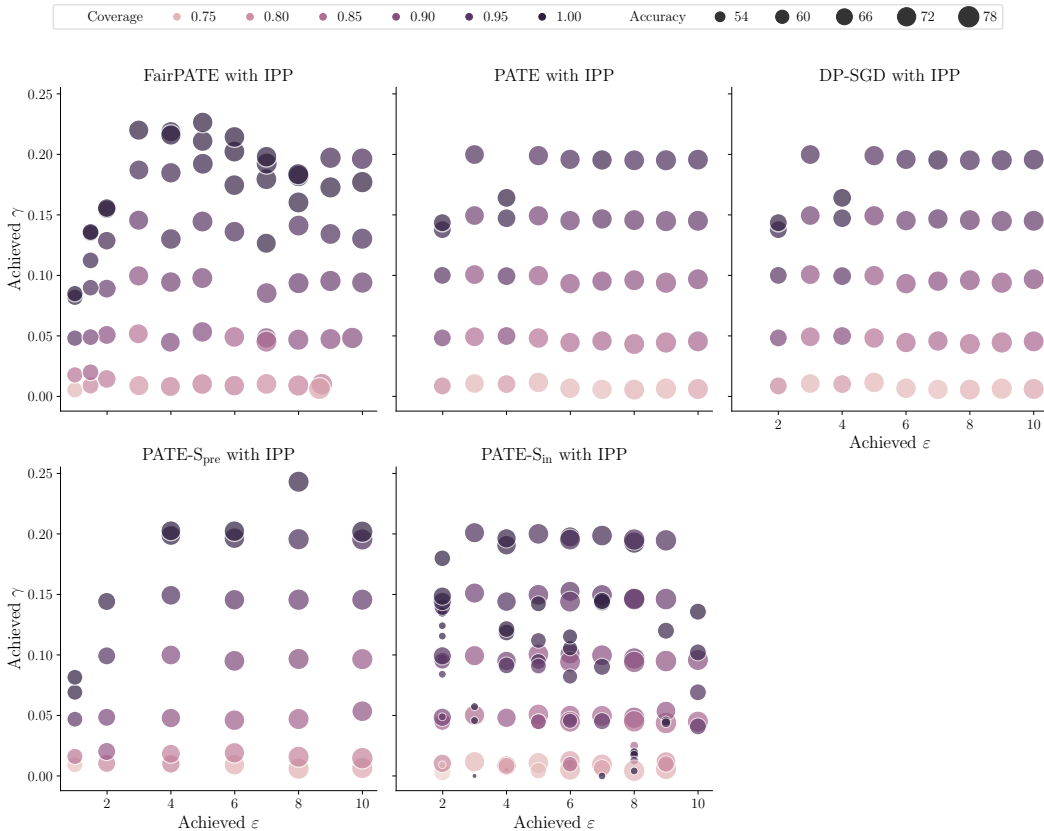 Coverage 0.75 0.80 0.85 0.90 0.95 1.00 Accuracy 54 60 66 72 78
FairPATE with IPP
PATE with IPP
DP-SGD with IPP
0.25
0.20
0.15
0.10
0.05
0.00
Achieved γ
2 4 6 8 10
Achieved ε
PATE-S_pre with IPP
PATE-S_in with IPP
0.25
0.20
0.15
0.10
0.05
0.00
Achieved γ
2 4 6 8 10
Achieved ε
2 4 6 8 10
Achieved ε